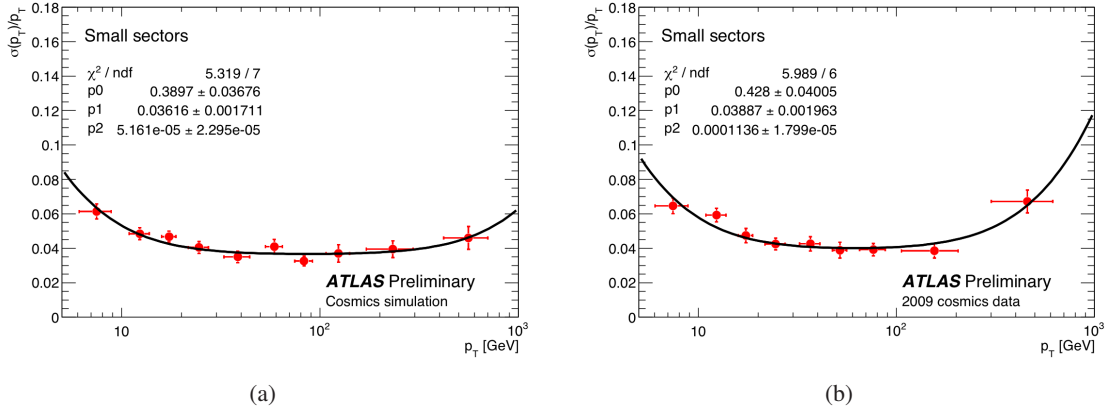 σ(p_T)/p_T
0.18
0.16
0.14
0.12
0.1
0.08
0.06
0.04
0.02
0
Small sectors
χ² / ndf 5.319 / 7
p0 0.3897 ± 0.03676
p1 0.03616 ± 0.001711
p2 5.161e-05 ± 2.295e-05
ATLAS Preliminary
Cosmics simulation
10 10² 10³
p_T [GeV]
(a)
σ(p_T)/p_T
0.18
0.16
0.14
0.12
0.1
0.08
0.06
0.04
0.02
0
Small sectors
χ² / ndf 5.989 / 6
p0 0.428 ± 0.04005
p1 0.03887 ± 0.001963
p2 0.0001136 ± 1.799e-05
ATLAS Preliminary
2009 cosmics data
10 10² 10³
p_T [GeV]
(b)